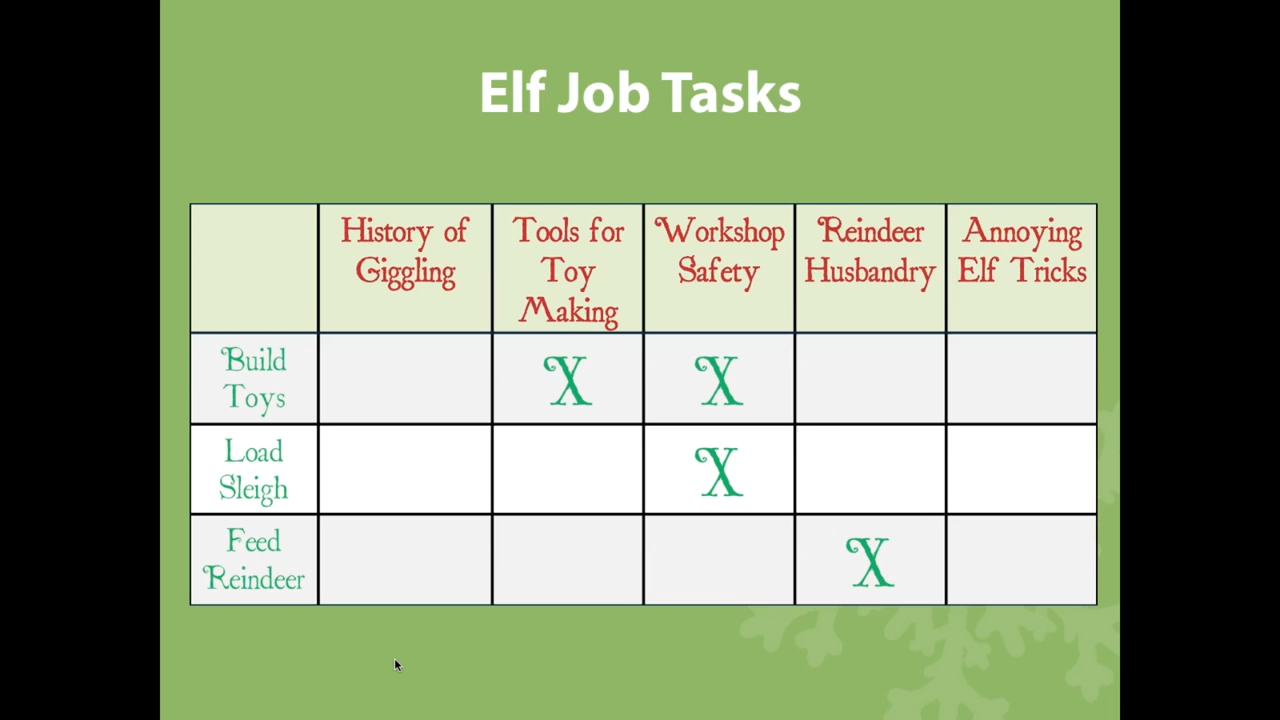 Elf Job Tasks
History of
Giggling
Tools for
Toy
Making
Workshop
Safety
Reindeer
Husbandry
Annoying
Elf Tricks
Build
Toys
X
X
Load
Sleigh
X
Feed
Reindeer
X